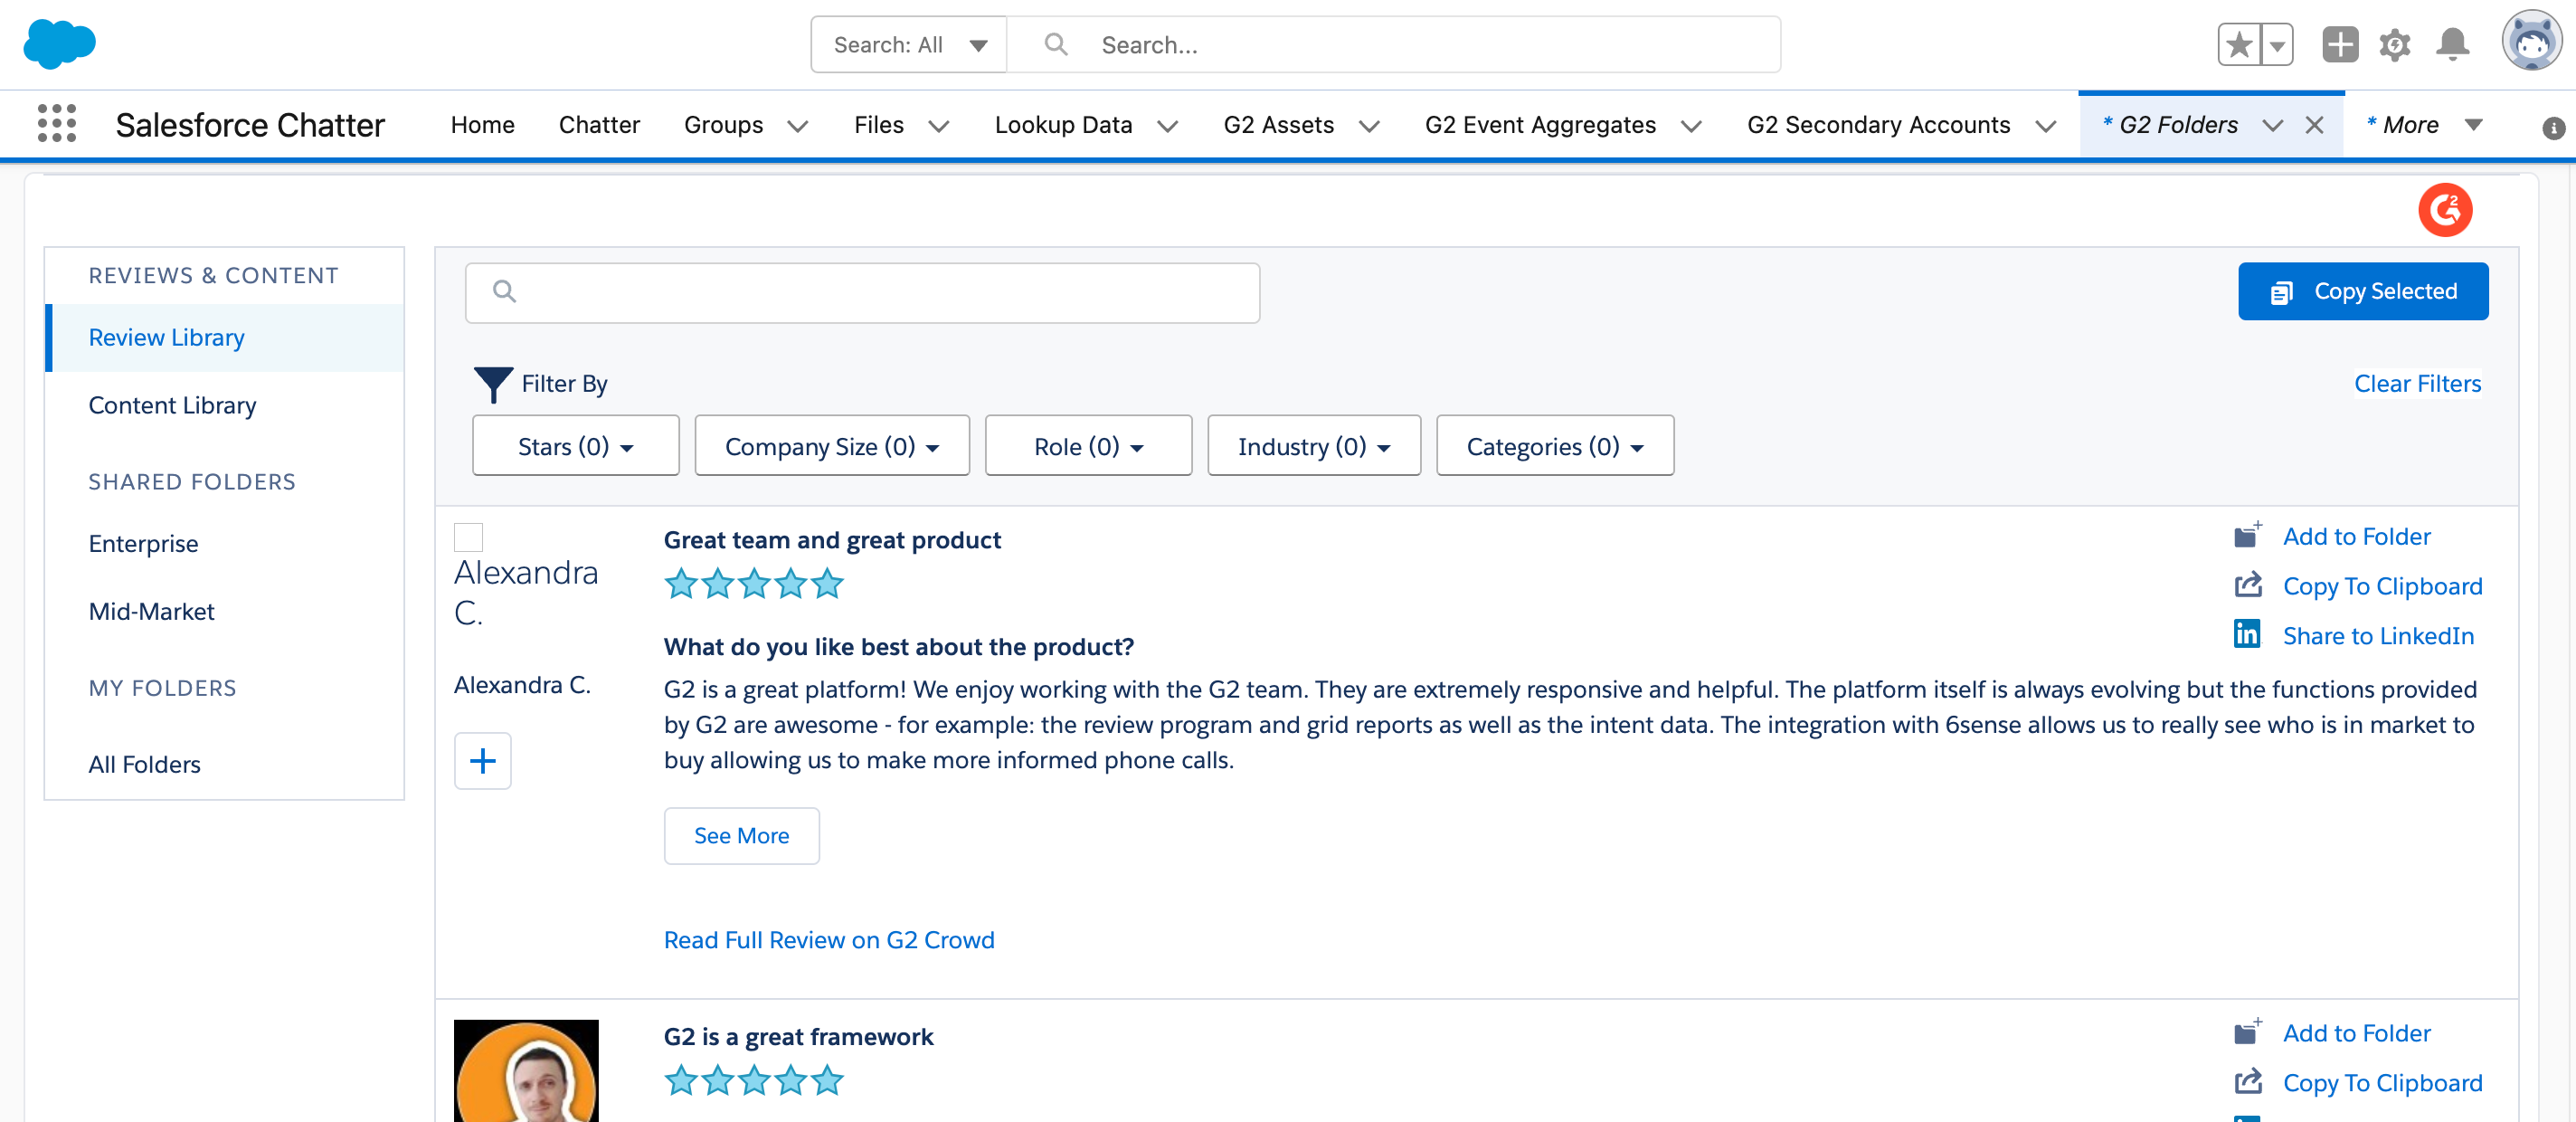 Search: All
Search...
Salesforce Chatter
Home
Chatter
Groups
Files
Lookup Data
G2 Assets
G2 Event Aggregates
G2 Secondary Accounts
* G2 Folders
* More
G2
REVIEWS & CONTENT
Review Library
Content Library
SHARED FOLDERS
Enterprise
Mid-Market
MY FOLDERS
All Folders
Copy Selected
Filter By
Clear Filters
Stars (0)
Company Size (0)
Role (0)
Industry (0)
Categories (0)
Alexandra
C.
Alexandra C.
Great team and great product
What do you like best about the product?
G2 is a great platform! We enjoy working with the G2 team. They are extremely responsive and helpful. The platform itself is always evolving but the functions provided
by G2 are awesome - for example: the review program and grid reports as well as the intent data. The integration with 6sense allows us to really see who is in market to
buy allowing us to make more informed phone calls.
See More
Read Full Review on G2 Crowd
Add to Folder
Copy To Clipboard
in Share to LinkedIn
G2 is a great framework
Add to Folder
Copy To Clipboard